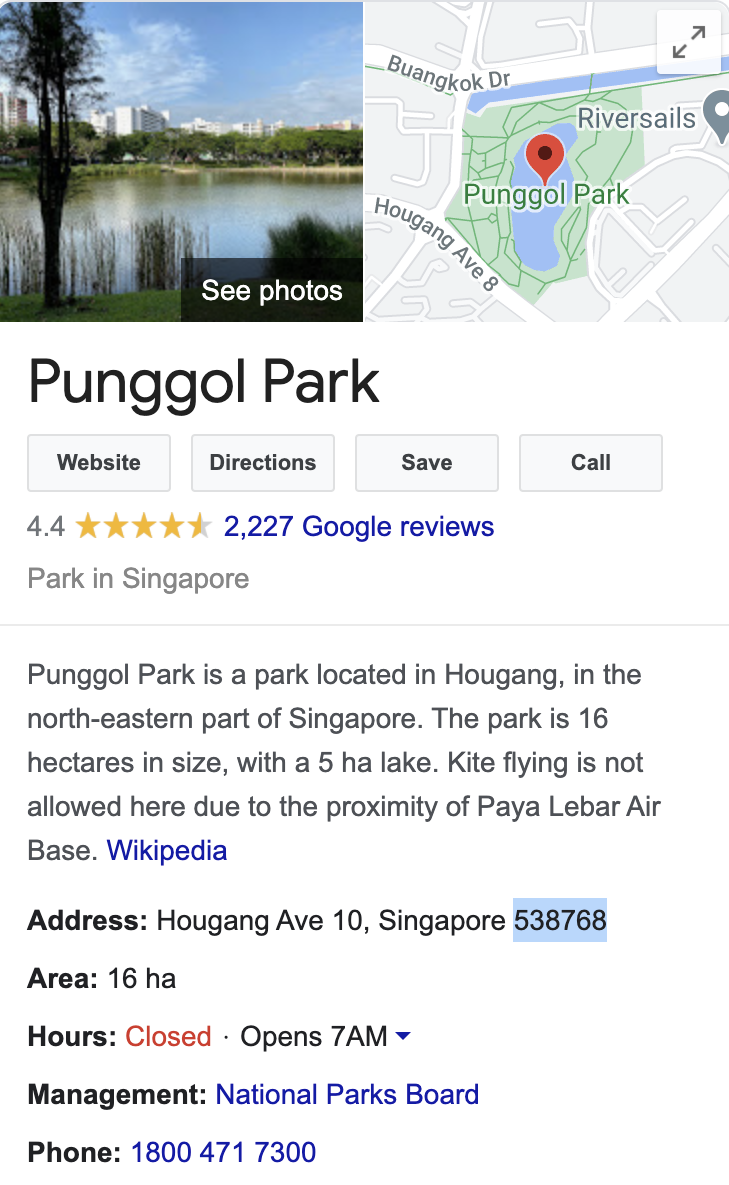 Buangkok Dr
Riversails
Punggol Park
Hougang Ave 8
See photos
Punggol Park
Website Directions Save Call
4.4 2,227 Google reviews
Park in Singapore
Punggol Park is a park located in Hougang, in the
north-eastern part of Singapore. The park is 16
hectares in size, with a 5 ha lake. Kite flying is not
allowed here due to the proximity of Paya Lebar Air
Base. Wikipedia
Address: Hougang Ave 10, Singapore 538768
Area: 16 ha
Hours: Closed · Opens 7AM
Management: National Parks Board
Phone: 1800 471 7300